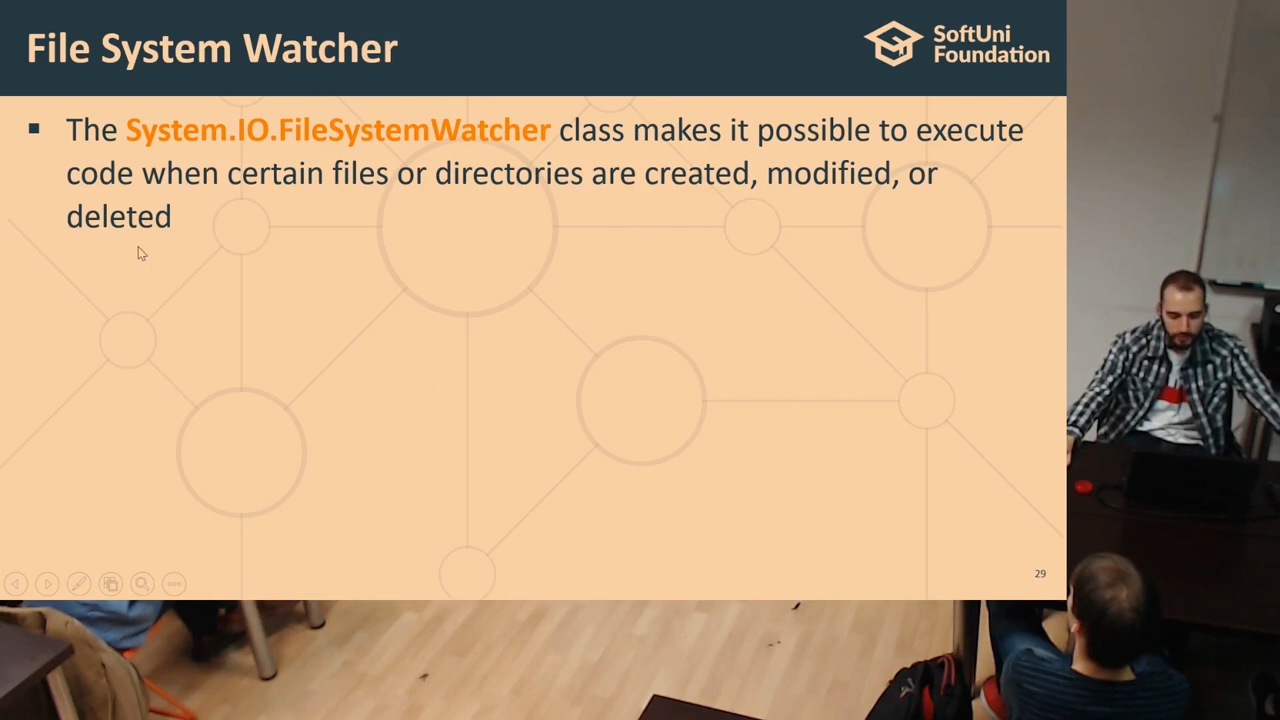 File System Watcher
SoftUni
Foundation
▪ The System.IO.FileSystemWatcher class makes it possible to execute
code when certain files or directories are created, modified, or
deleted
29